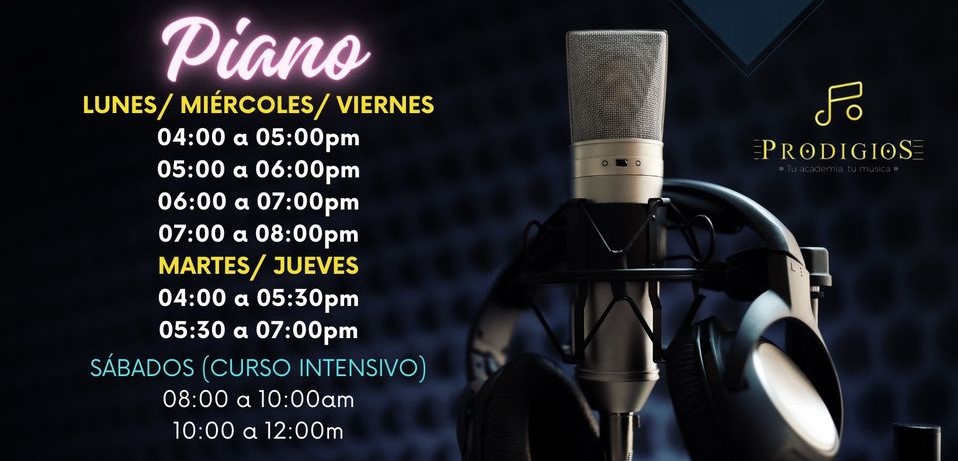 Piano
LUNES/ MIÉRCOLES/ VIERNES
04:00 a 05:00pm
05:00 a 06:00pm
06:00 a 07:00pm
07:00 a 08:00pm
MARTES/ JUEVES
04:00 a 05:30pm
05:30 a 07:00pm
SÁBADOS (CURSO INTENSIVO)
08:00 a 10:00am
10:00 a 12:00m
PRODIGIOS
Tu academia, tu música